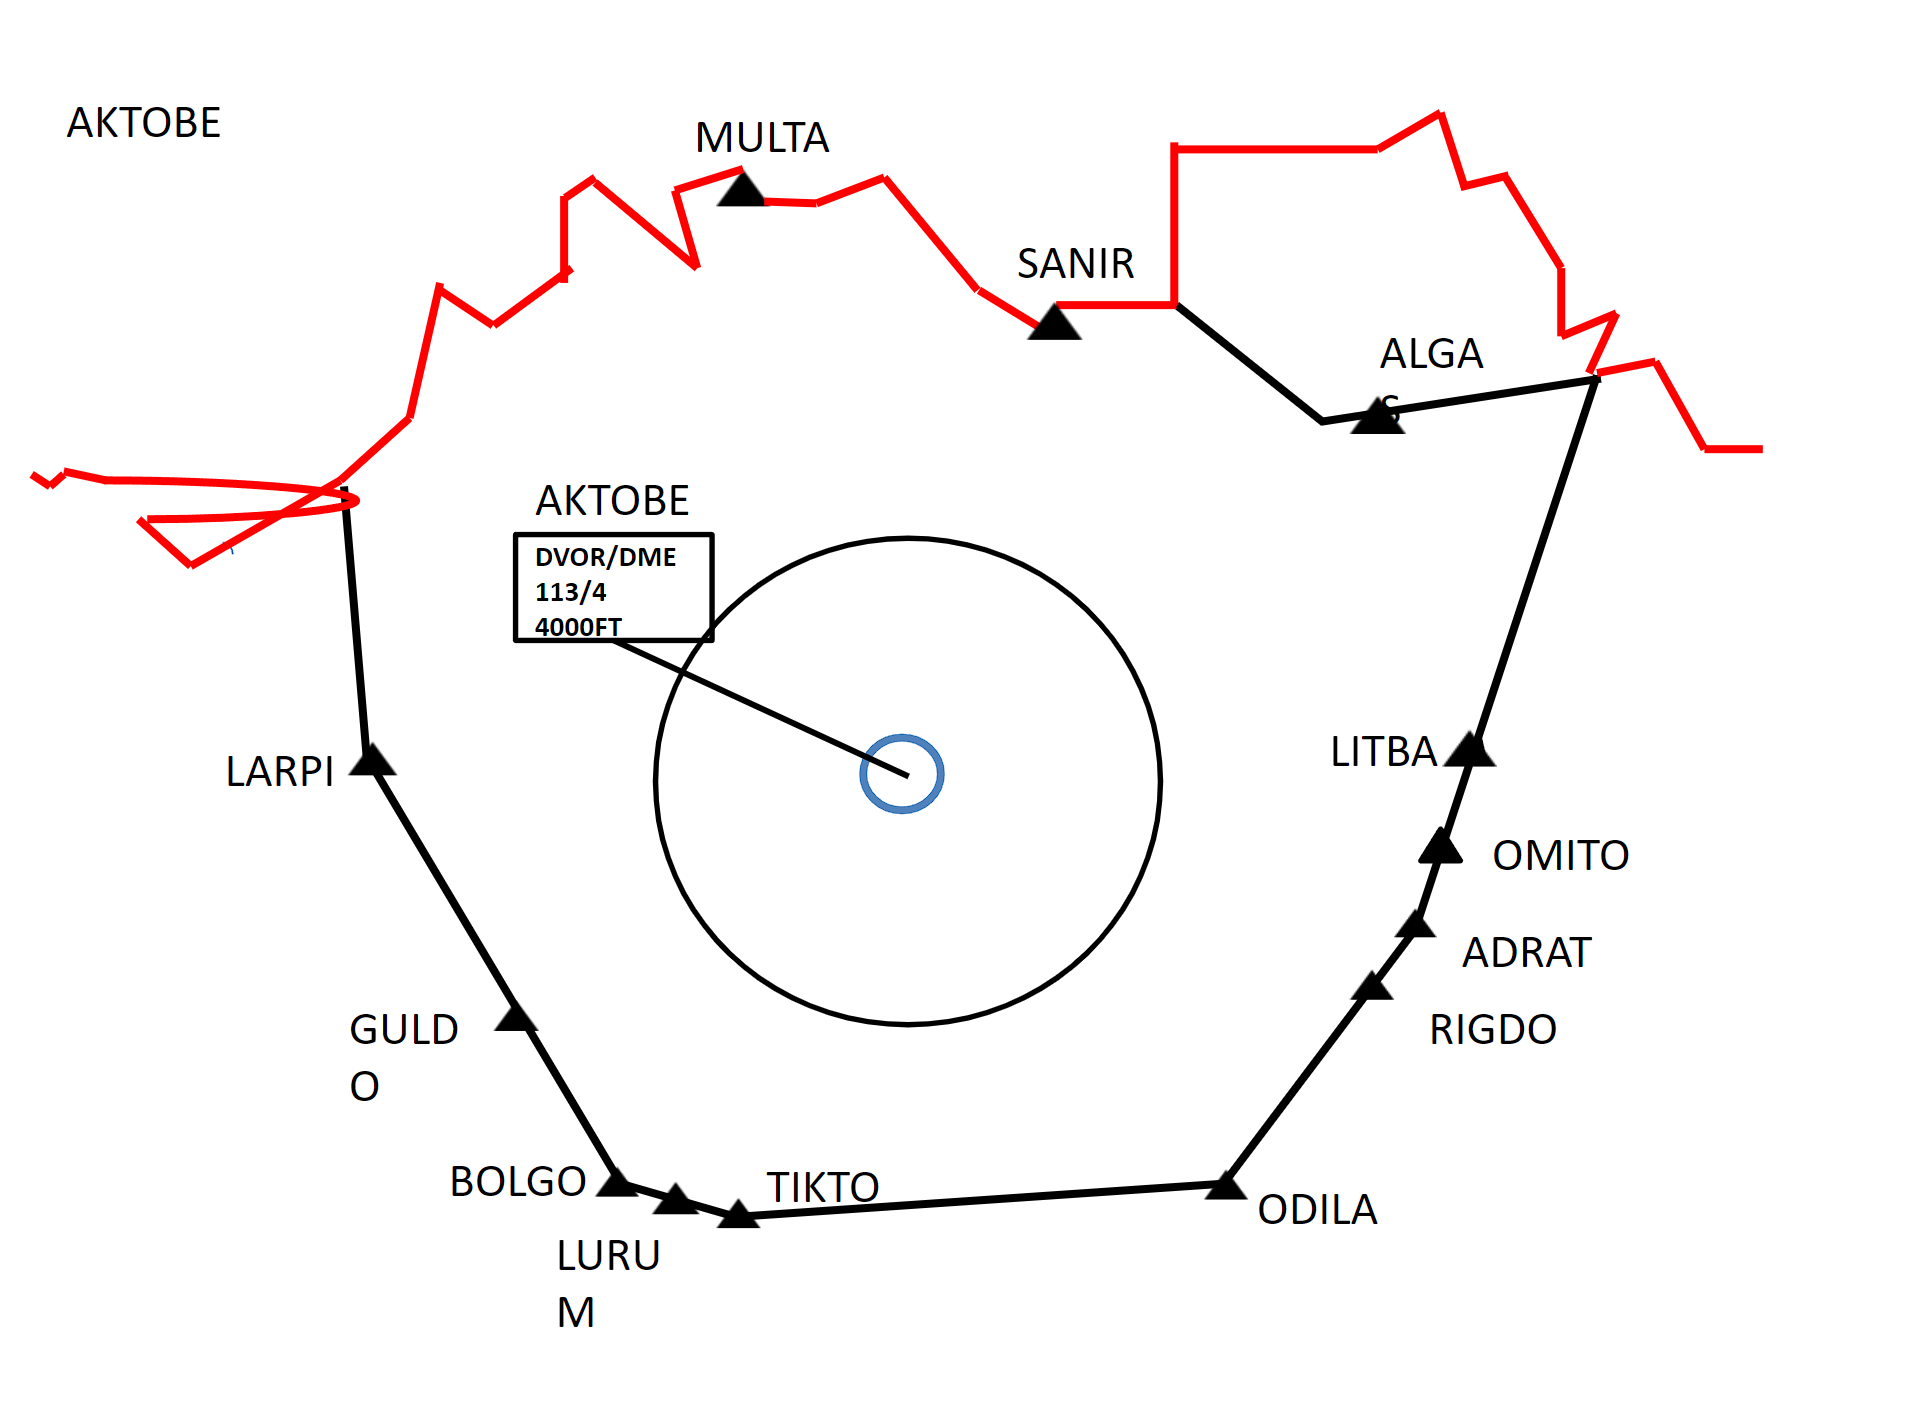 AKTOBE
MULTA
SANIR
ALGA
S
AKTOBE
DVOR/DME
113/4
4000FT
LITBA
LARPI
OMITO
ADRAT
GULD
O
RIGDO
BOLGO
TIKTO
ODILA
LURU
M